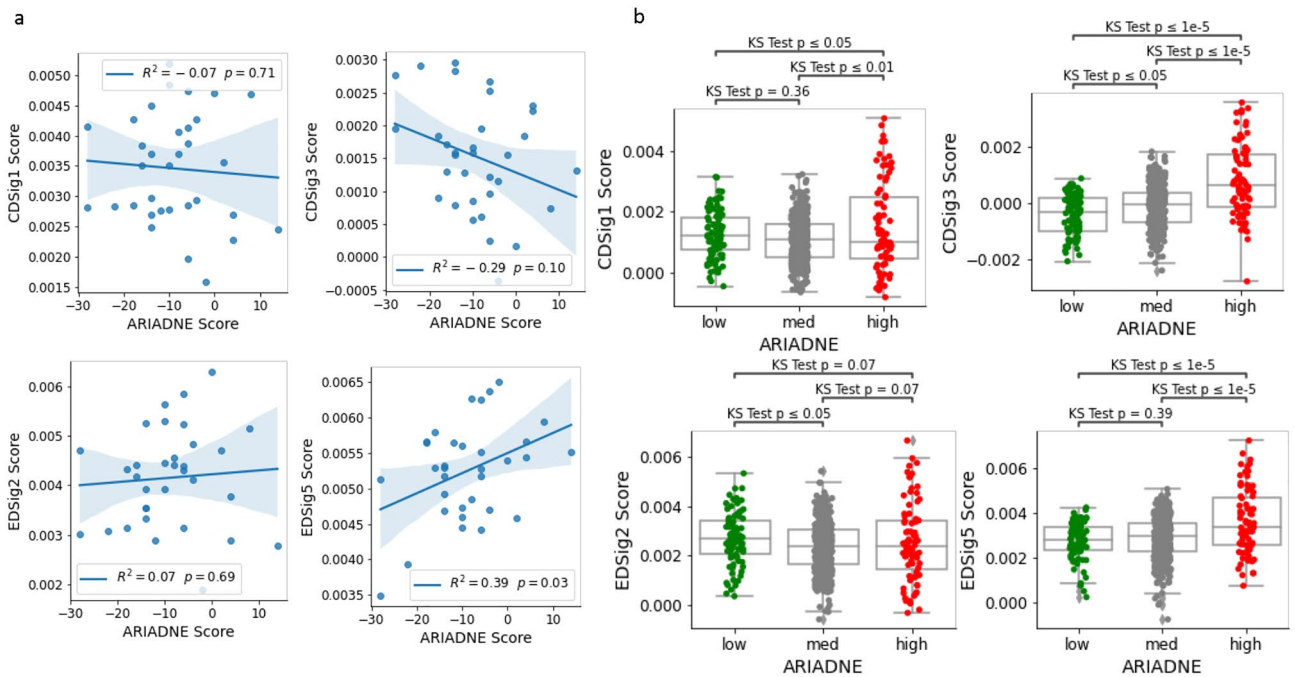 a
R² = −0.07 p = 0.71
CDSig1 Score
0.0050
0.0045
0.0040
0.0035
0.0030
0.0025
0.0020
0.0015
−30 −20 −10 0 10
ARIADNE Score
R² = −0.29 p = 0.10
CDSig3 Score
0.0030
0.0025
0.0020
0.0015
0.0010
0.0005
0.0000
−0.0005
−30 −20 −10 0 10
ARIADNE Score
R² = 0.07 p = 0.69
EDSig2 Score
0.006
0.005
0.004
0.003
0.002
−30 −20 −10 0 10
ARIADNE Score
R² = 0.39 p = 0.03
EDSig5 Score
0.0065
0.0060
0.0055
0.0050
0.0045
0.0040
0.0035
−30 −20 −10 0 10
ARIADNE Score
b
KS Test p ≤ 0.05
KS Test p ≤ 0.01
KS Test p = 0.36
CDSig1 Score
0.004
0.002
0.000
low med high
ARIADNE
KS Test p ≤ 1e-5
KS Test p ≤ 1e-5
KS Test p ≤ 0.05
CDSig3 Score
0.002
0.000
−0.002
low med high
ARIADNE
KS Test p = 0.07
KS Test p = 0.07
KS Test p ≤ 0.05
EDSig2 Score
0.006
0.004
0.002
0.000
low med high
ARIADNE
KS Test p ≤ 1e-5
KS Test p ≤ 1e-5
KS Test p = 0.39
EDSig5 Score
0.006
0.004
0.002
0.000
low med high
ARIADNE